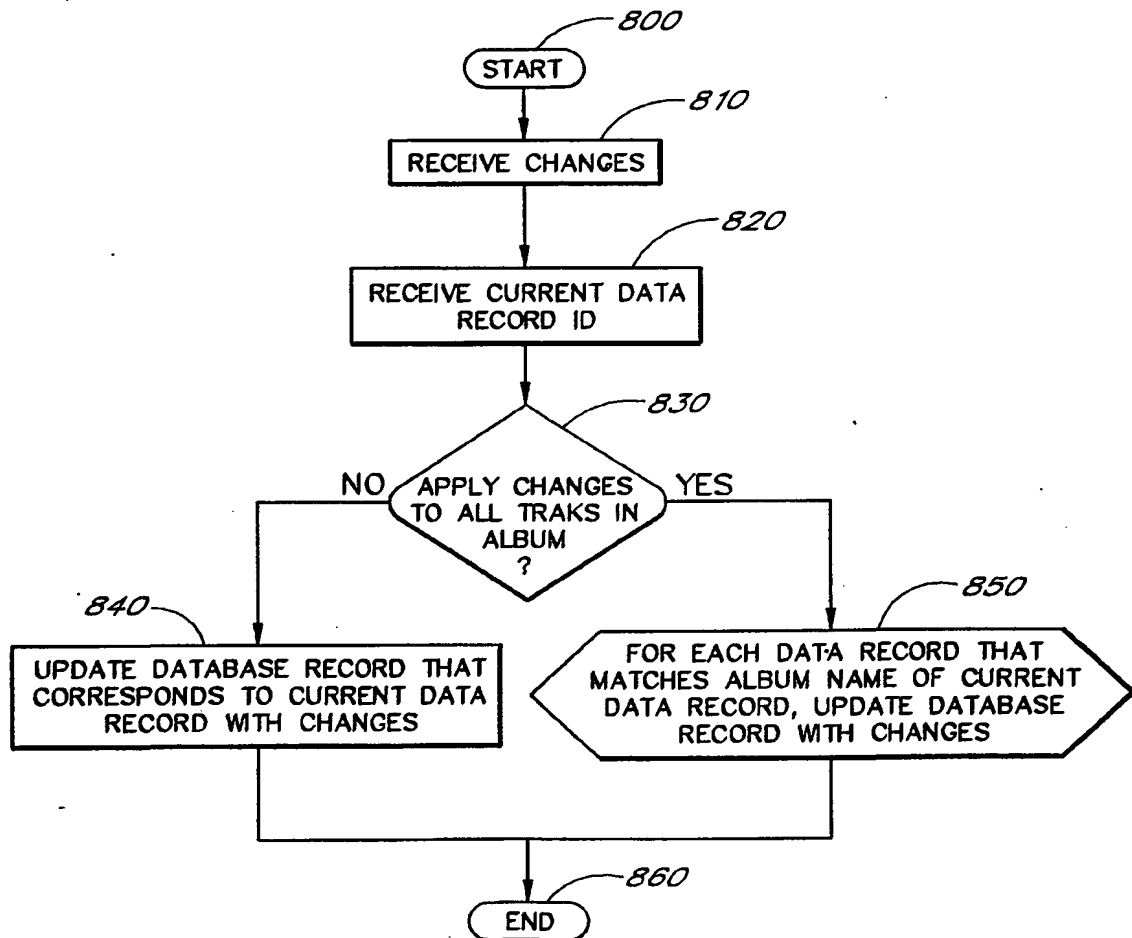 800
START
810
RECEIVE CHANGES
820
RECEIVE CURRENT DATA
RECORD ID
830
NO
YES
APPLY CHANGES
TO ALL TRAKS IN
ALBUM
?
840
850
UPDATE DATABASE RECORD THAT
CORRESPONDS TO CURRENT DATA
RECORD WITH CHANGES
FOR EACH DATA RECORD THAT
MATCHES ALBUM NAME OF CURRENT
DATA RECORD, UPDATE DATABASE
RECORD WITH CHANGES
860
END